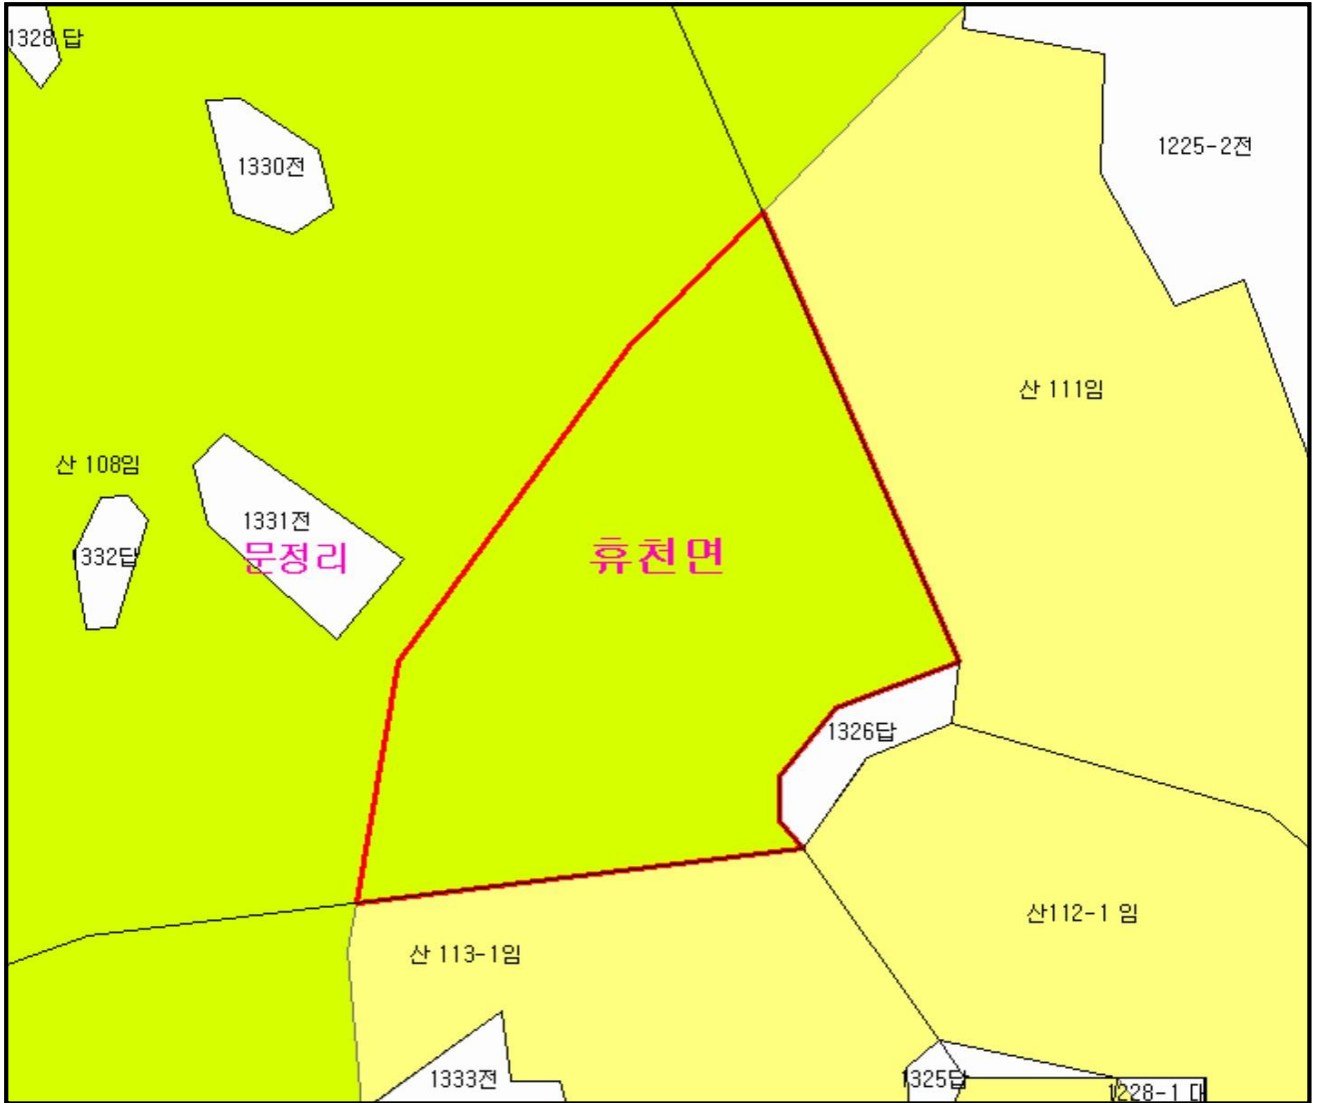 1328 답
1330전
1225-2전
산 111임
산 108임
1331전
332답
문정리
휴천면
1326답
산112-1 임
산 113-1임
1333전
1325답
1228-1 대